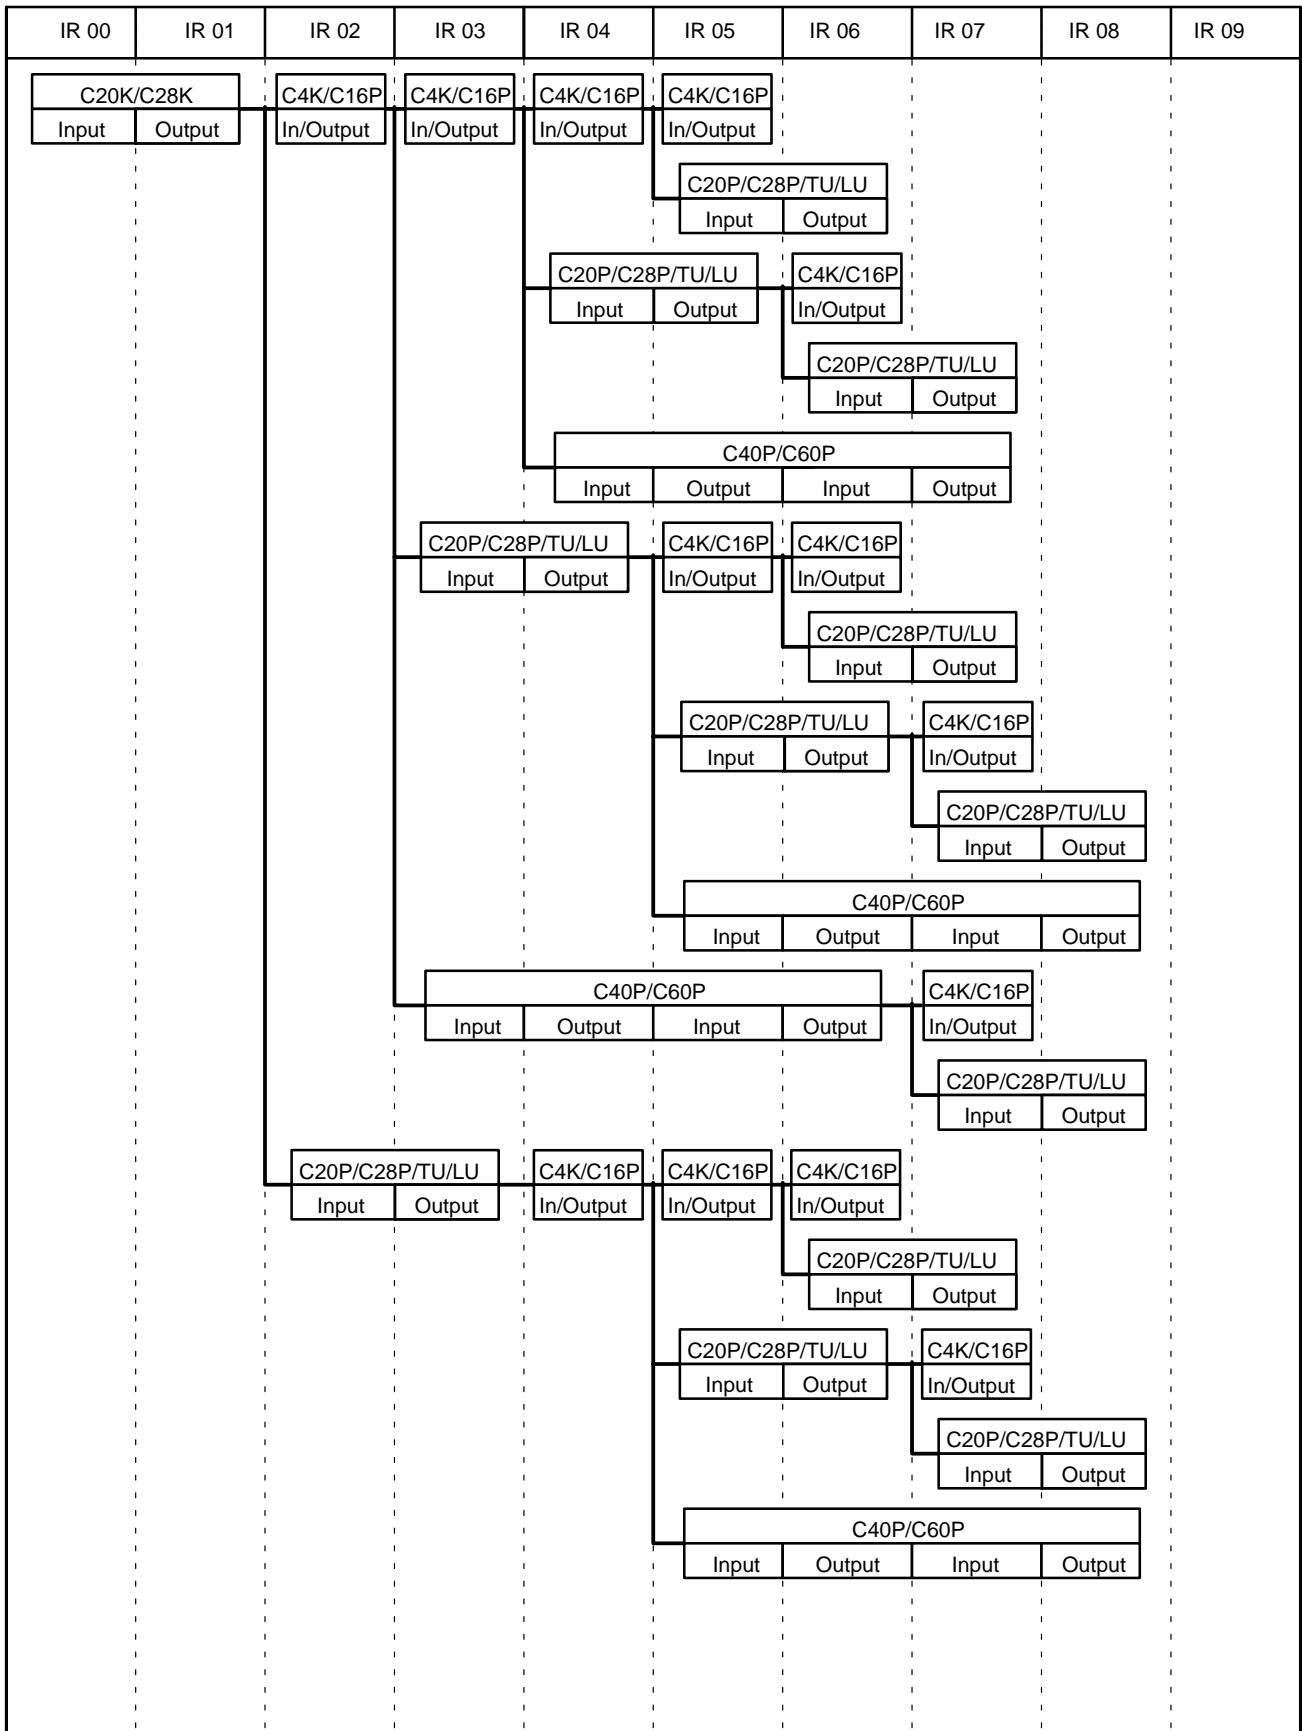 IR 00 IR 01 IR 02 IR 03 IR 04 IR 05 IR 06 IR 07 IR 08 IR 09
C20K/C28K C4K/C16P C4K/C16P C4K/C16P C4K/C16P
Input Output In/Output In/Output In/Output In/Output
C20P/C28P/TU/LU
Input Output
C20P/C28P/TU/LU C4K/C16P
Input Output In/Output
C20P/C28P/TU/LU
Input Output
C40P/C60P
Input Output Input Output
C20P/C28P/TU/LU C4K/C16P C4K/C16P
Input Output In/Output In/Output
C20P/C28P/TU/LU
Input Output
C20P/C28P/TU/LU C4K/C16P
Input Output In/Output
C20P/C28P/TU/LU
Input Output
C40P/C60P
Input Output Input Output
C40P/C60P C4K/C16P
Input Output Input Output In/Output
C20P/C28P/TU/LU
Input Output
C20P/C28P/TU/LU C4K/C16P C4K/C16P C4K/C16P
Input Output In/Output In/Output In/Output
C20P/C28P/TU/LU
Input Output
C20P/C28P/TU/LU C4K/C16P
Input Output In/Output
C20P/C28P/TU/LU
Input Output
C40P/C60P
Input Output Input Output